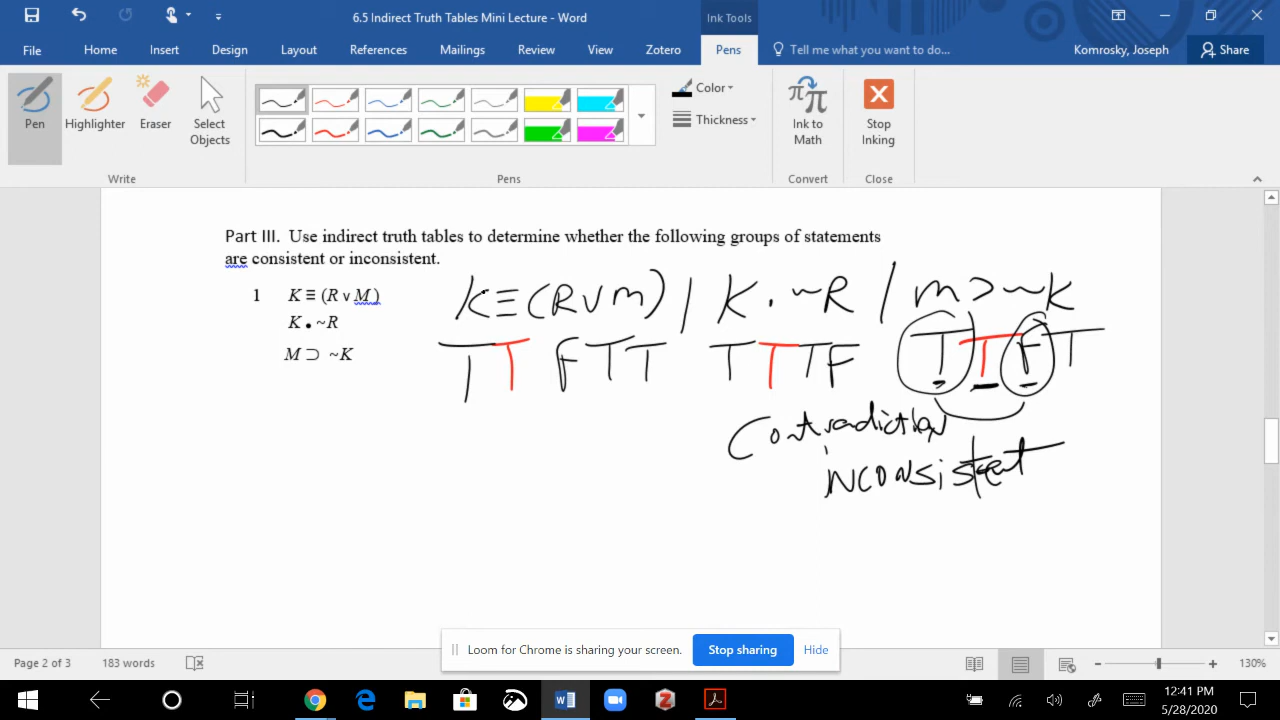 6.5 Indirect Truth Tables Mini Lecture - Word
Ink Tools
File Home Insert Design Layout References Mailings Review View Zotero Pens Tell me what you want to do... Komrosky, Joseph Share
Pen Highlighter Eraser Select Objects
Color
Thickness
Ink to Math
Stop Inking
Write Pens Convert Close
Part III. Use indirect truth tables to determine whether the following groups of statements
are consistent or inconsistent.
1 K ≡ (R v M )
K • ~R
M ⊃ ~K
K ≡ (R v M) / K • ~R / M ⊃ ~K
T T F T T T T T F T T F T
Contradiction
inconsistent
Loom for Chrome is sharing your screen. Stop sharing Hide
Page 2 of 3 183 words 130%
12:41 PM
5/28/2020